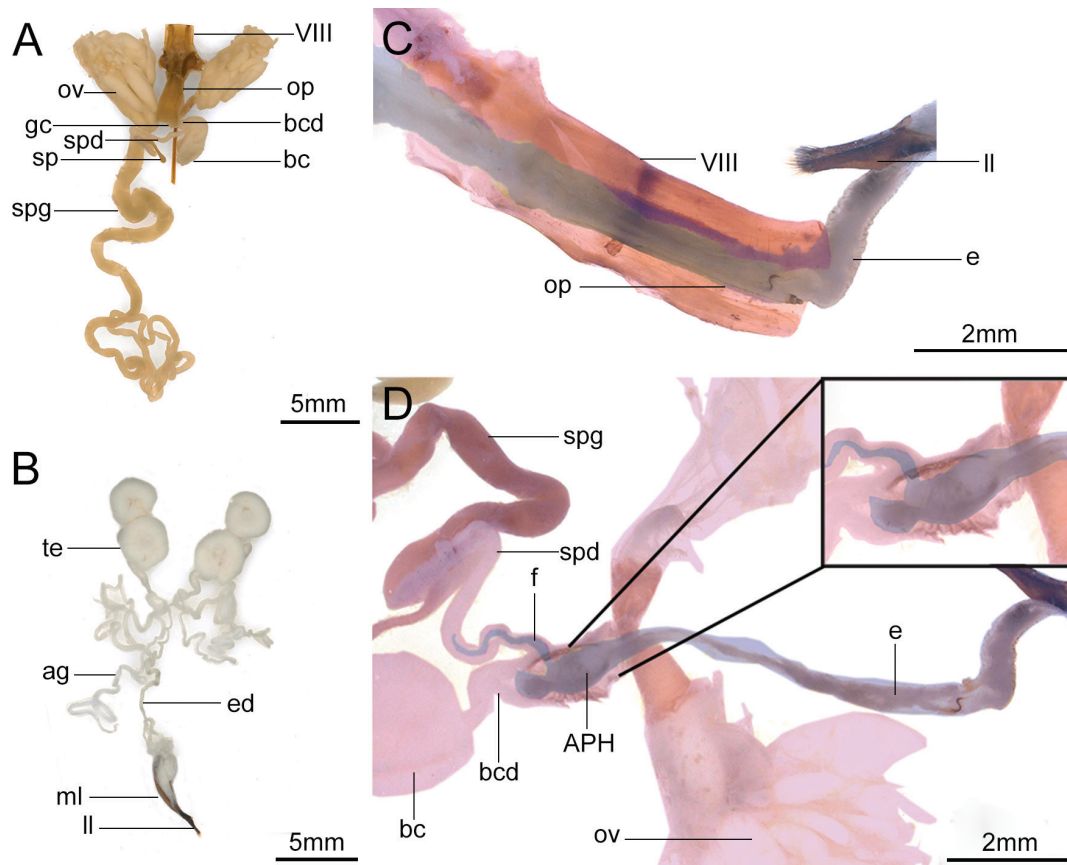 A
VIII
ov
op
gc
bcd
spd
sp
bc
spg
5mm
B
te
ag
ed
ml
ll
5mm
C
VIII
ll
e
op
2mm
D
spg
spd
f
e
APH
bcd
bc
ov
2mm